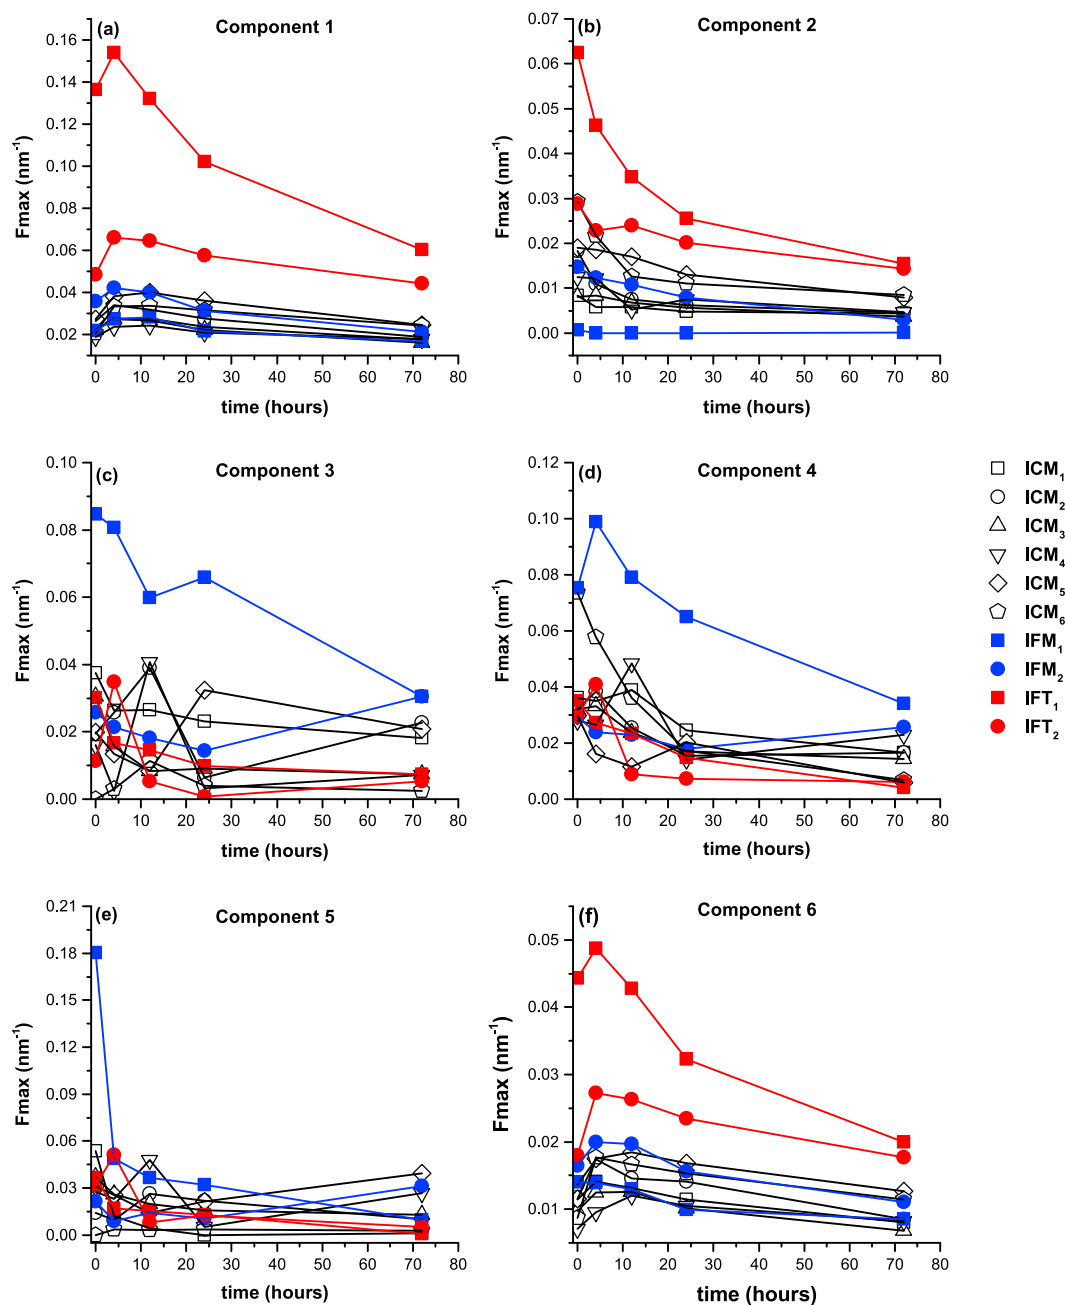 (a) Component 1
Fmax (nm⁻¹)
0.16
0.14
0.12
0.10
0.08
0.06
0.04
0.02
0 10 20 30 40 50 60 70 80
time (hours)
(b) Component 2
Fmax (nm⁻¹)
0.07
0.06
0.05
0.04
0.03
0.02
0.01
0.00
0 10 20 30 40 50 60 70 80
time (hours)
(c) Component 3
Fmax (nm⁻¹)
0.10
0.08
0.06
0.04
0.02
0.00
0 10 20 30 40 50 60 70 80
time (hours)
(d) Component 4
Fmax (nm⁻¹)
0.12
0.10
0.08
0.06
0.04
0.02
0.00
0 10 20 30 40 50 60 70 80
time (hours)
ICM₁
ICM₂
ICM₃
ICM₄
ICM₅
ICM₆
IFM₁
IFM₂
IFT₁
IFT₂
(e) Component 5
Fmax (nm⁻¹)
0.21
0.18
0.15
0.12
0.09
0.06
0.03
0.00
0 10 20 30 40 50 60 70 80
time (hours)
(f) Component 6
Fmax (nm⁻¹)
0.05
0.04
0.03
0.02
0.01
0 10 20 30 40 50 60 70 80
time (hours)